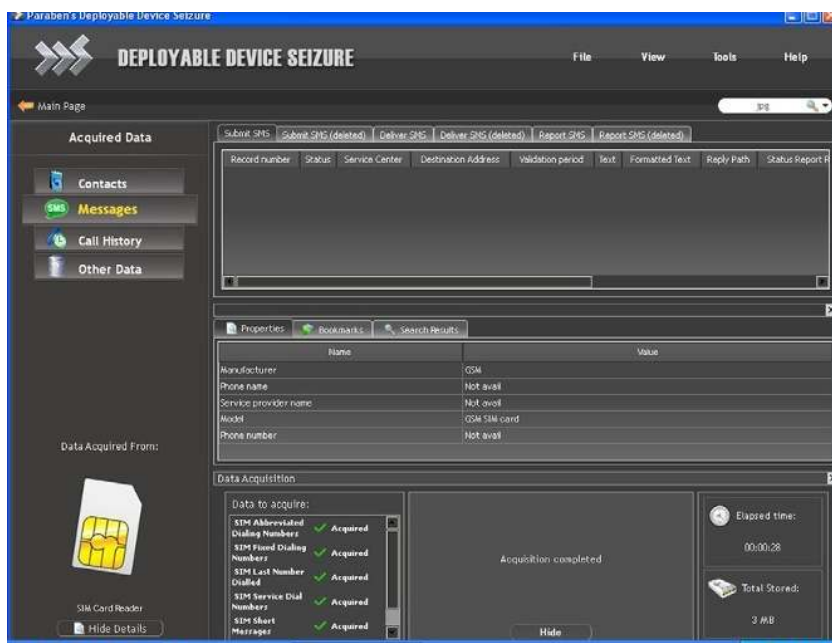 Paraben's Deployable Device Seizure
DEPLOYABLE DEVICE SEIZURE
File View Tools Help
Main Page
jpg
Acquired Data
Contacts
SMS Messages
Call History
Other Data
Data Acquired From:
SIM Card Reader
Hide Details
Submit SMS Submit SMS (deleted) Deliver SMS Deliver SMS (deleted) Report SMS Report SMS (deleted)
Record number Status Service Center Destination Address Validation period Text Formatted Text Reply Path Status Report R
Properties Bookmarks Search Results
Name Value
Manufacturer GSM
Phone name Not avail
Service provider name Not avail
Model GSM SIM card
Phone number Not avail
Data Acquisition
Data to acquire:
SIM Abbreviated
Dialing Numbers Acquired
SIM Fixed Dialing
Numbers Acquired
SIM Last Number
Dialled Acquired
SIM Service Dial
Numbers Acquired
SIM Short
Messages Acquired
Acquisition completed
Hide
Elapsed time:
00:00:28
Total Stored:
3 MB